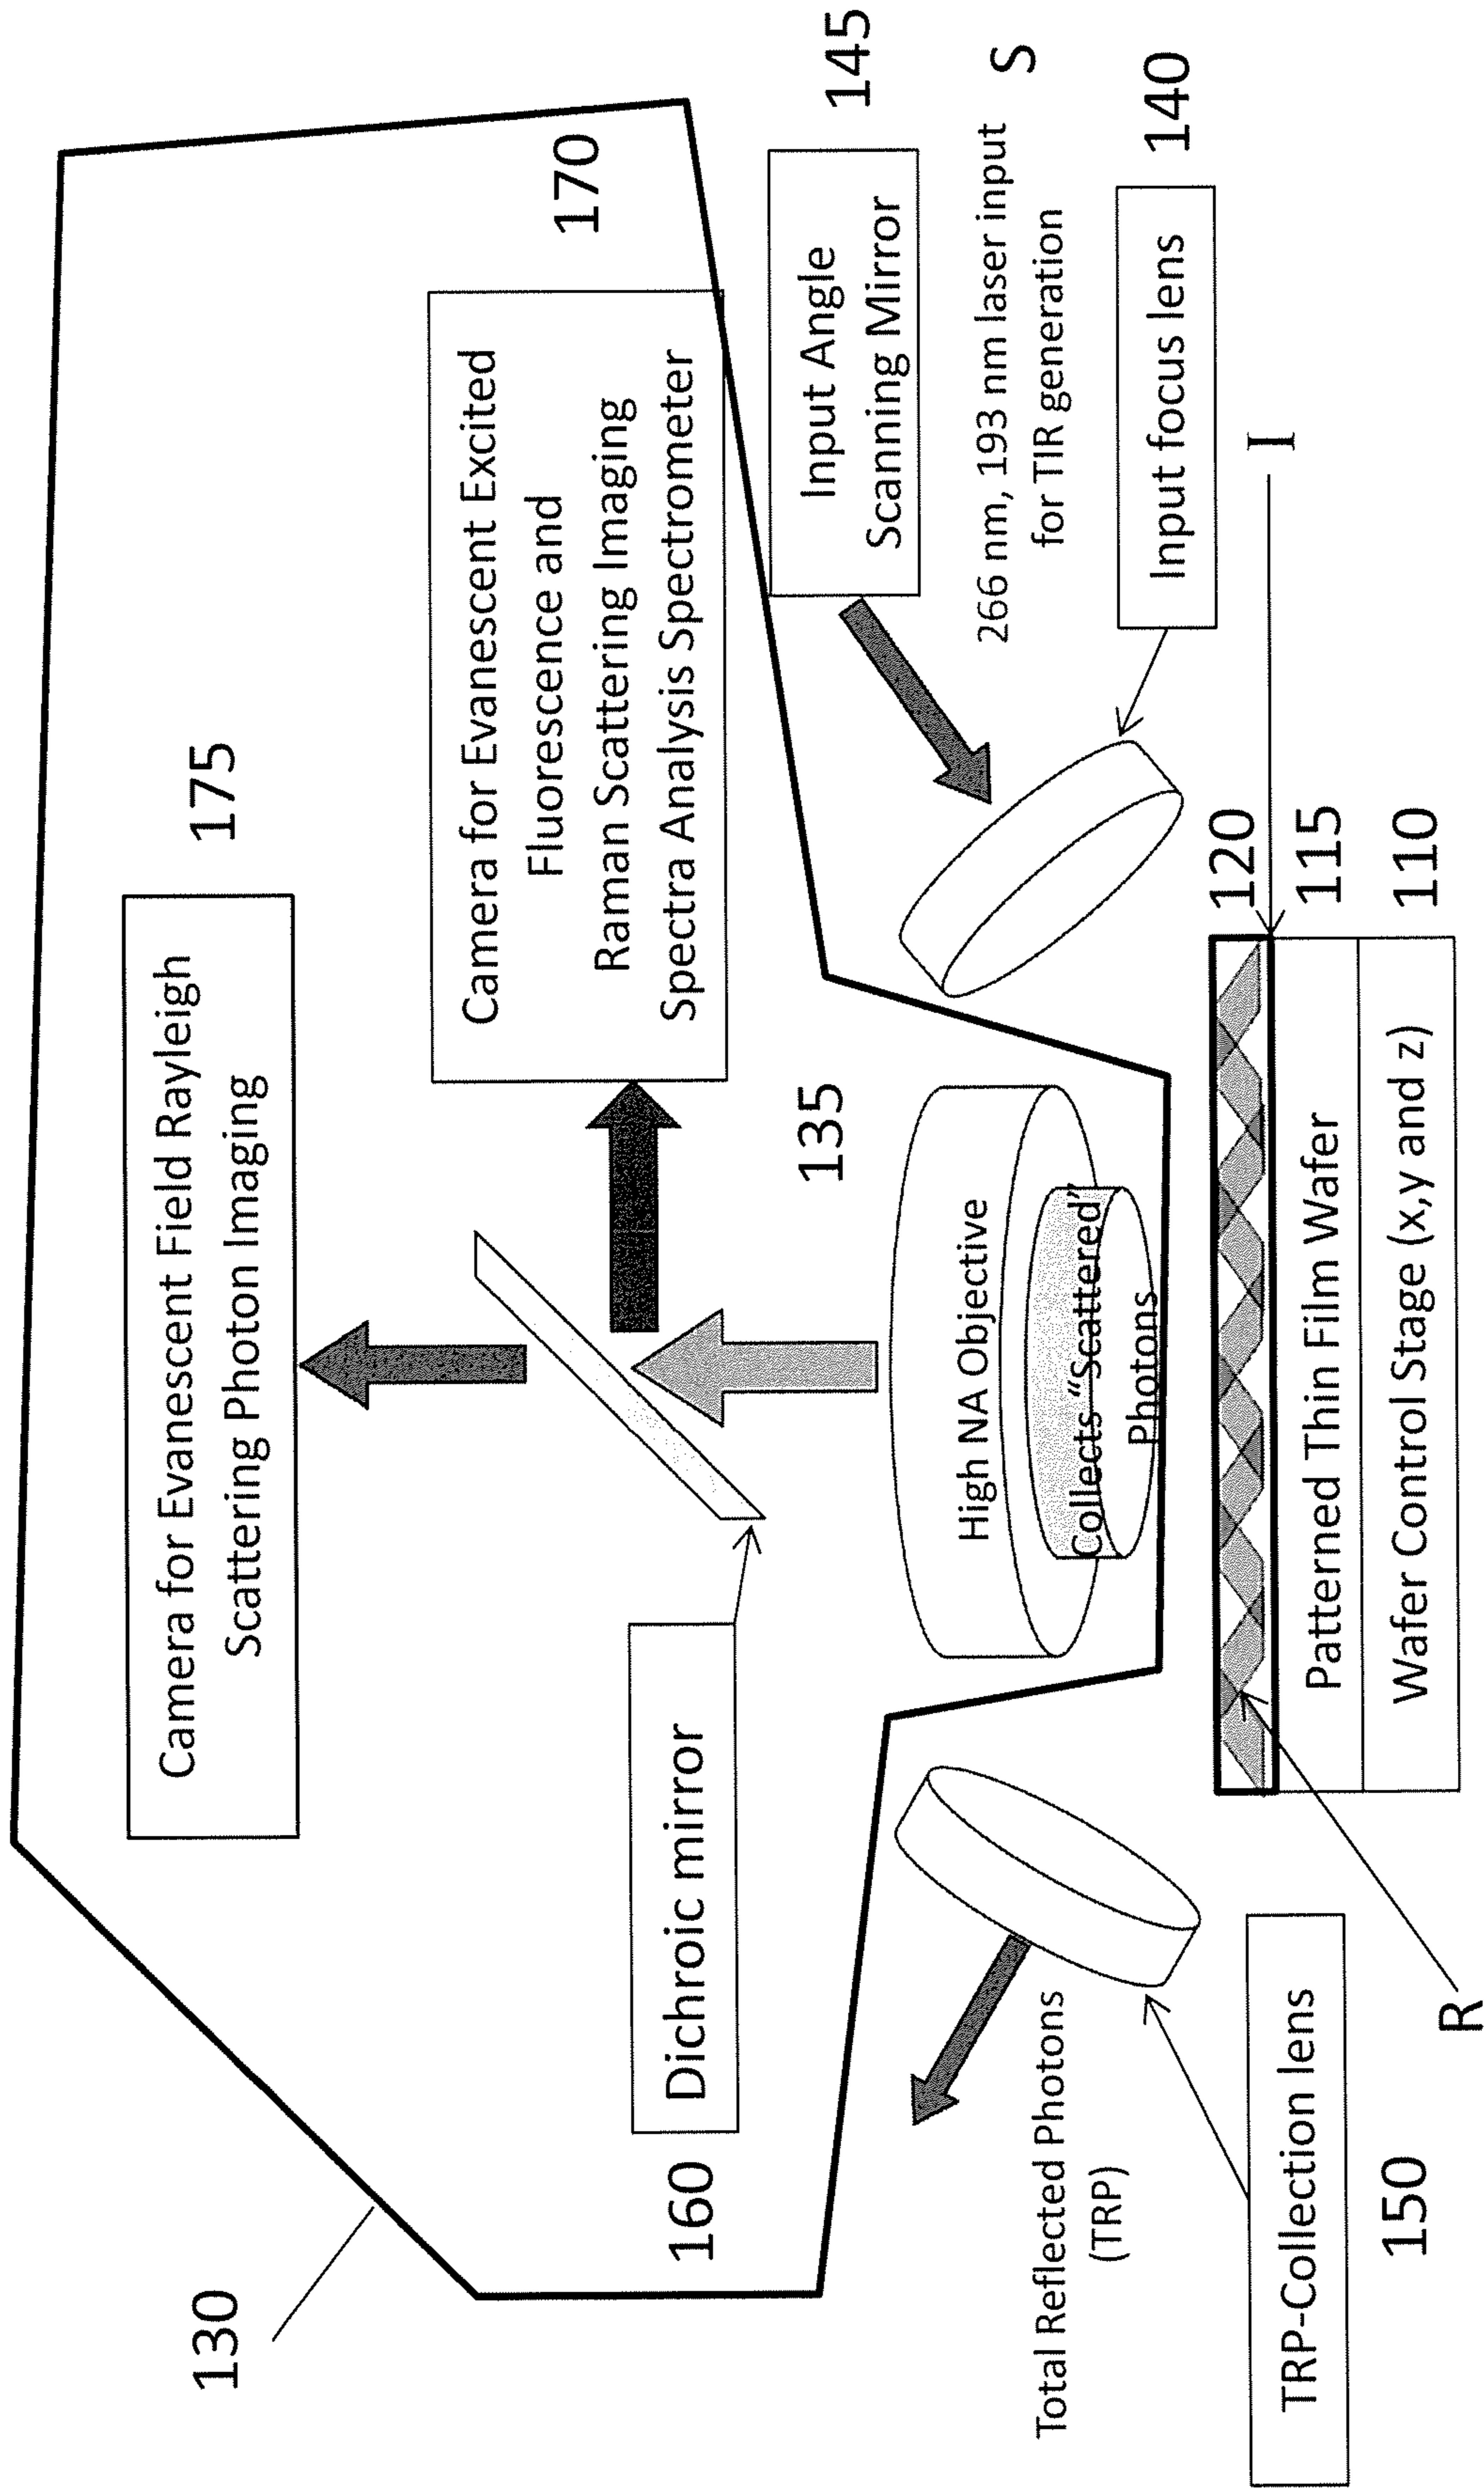 175
Camera for Evanescent Field Rayleigh
Scattering Photon Imaging
130
170
Camera for Evanescent Excited
Fluorescence and
Raman Scattering Imaging
Spectra Analysis Spectrometer
160
Dichroic mirror
135
145
Input Angle
Scanning Mirror
High NA Objective
Collects "Scattered"
Photons
S
266 nm, 193 nm laser input
for TIR generation
Total Reflected Photons
(TRP)
140
Input focus lens
I
120
115
Patterned Thin Film Wafer
110
Wafer Control Stage (x,y and z)
TRP-Collection lens
150
R